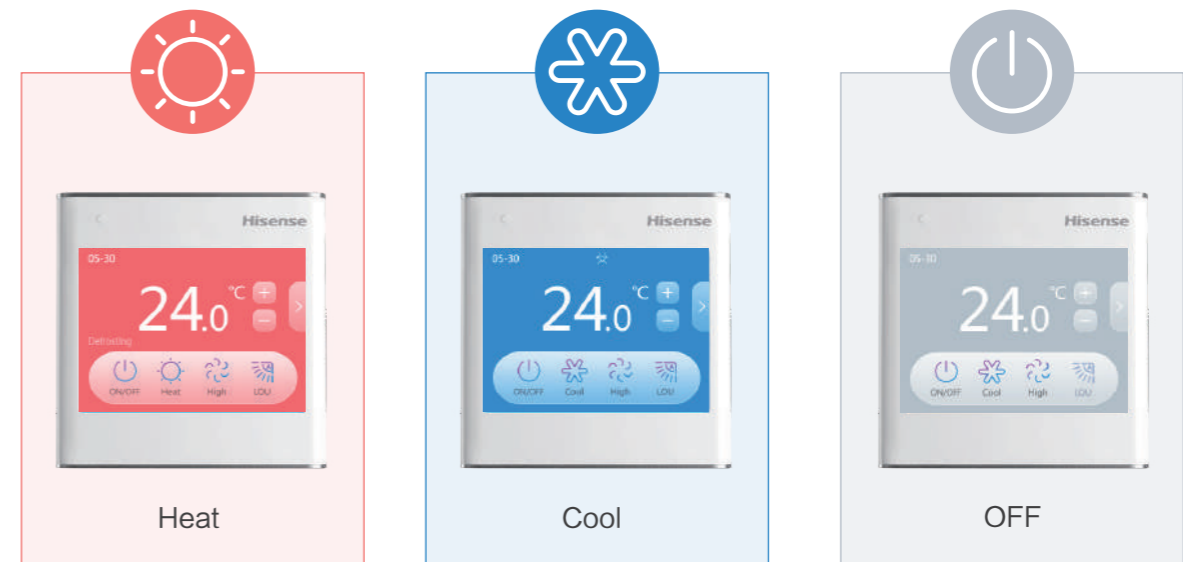 Hisense
05-30
24.0 °C
Defrosting
ON/OFF Heat High LOU
Heat
Hisense
05-30
24.0 °C
ON/OFF Cool High LOU
Cool
Hisense
05-30
24.0 °C
ON/OFF Cool High LOU
OFF